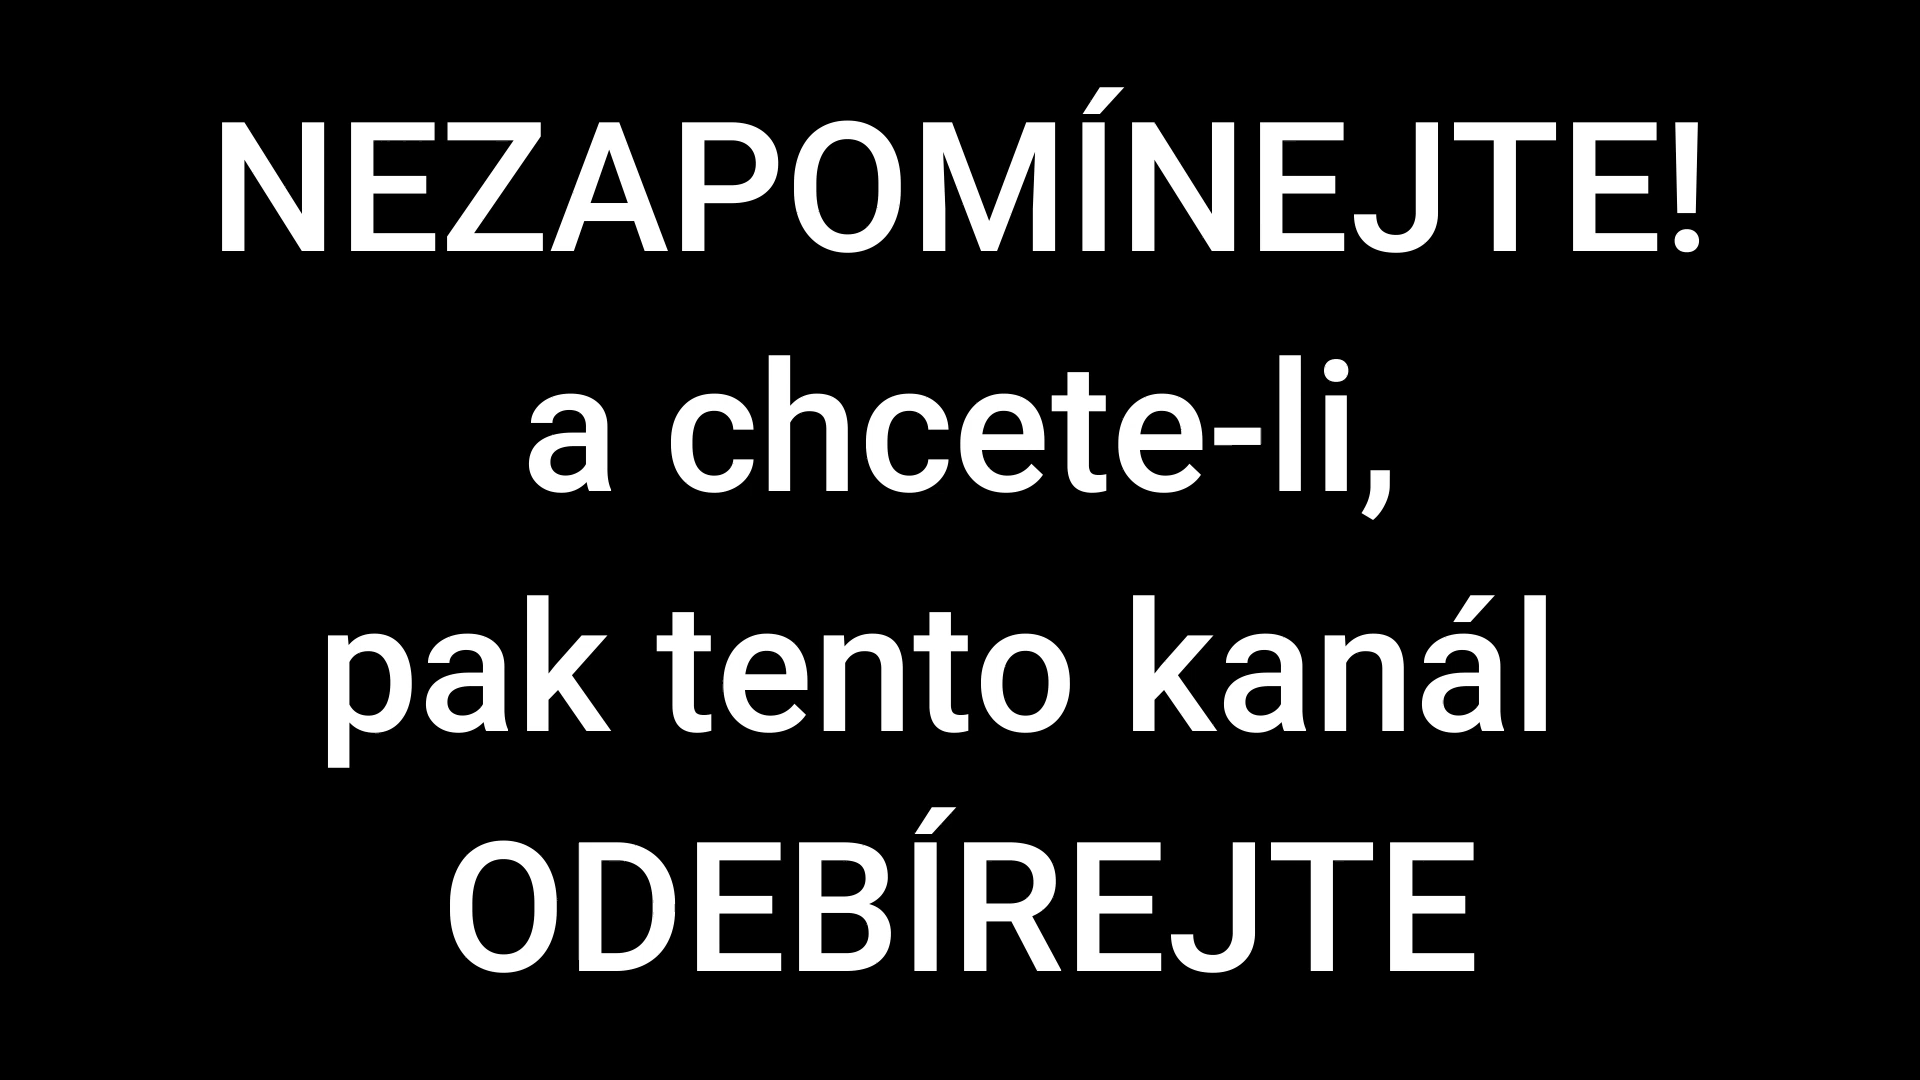 NEZAPOMÍNEJTE!
a chcete-li,
pak tento kanál
ODEBÍREJTE